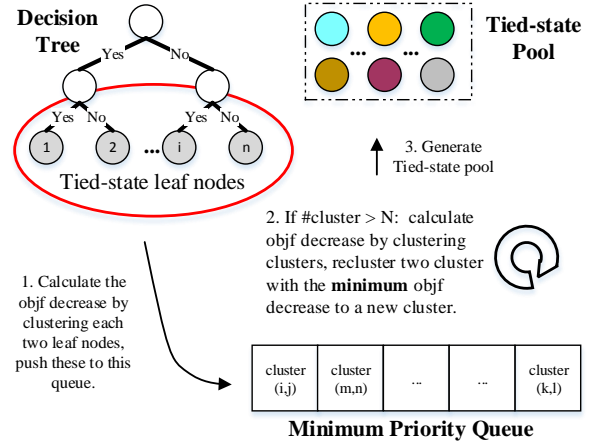 Decision
Tree
Yes
No
Yes
No
Yes
No
1
2
...
i
n
Tied-state leaf nodes
... ...
Tied-state
Pool
3. Generate
Tied-state pool
2. If #cluster > N: calculate
objf decrease by clustering
clusters, recluster two cluster
with the minimum objf
decrease to a new cluster.
1. Calculate the
objf decrease by
clustering each
two leaf nodes,
push these to this
queue.
cluster
(i,j)
cluster
(m,n)
...
...
cluster
(k,l)
Minimum Priority Queue